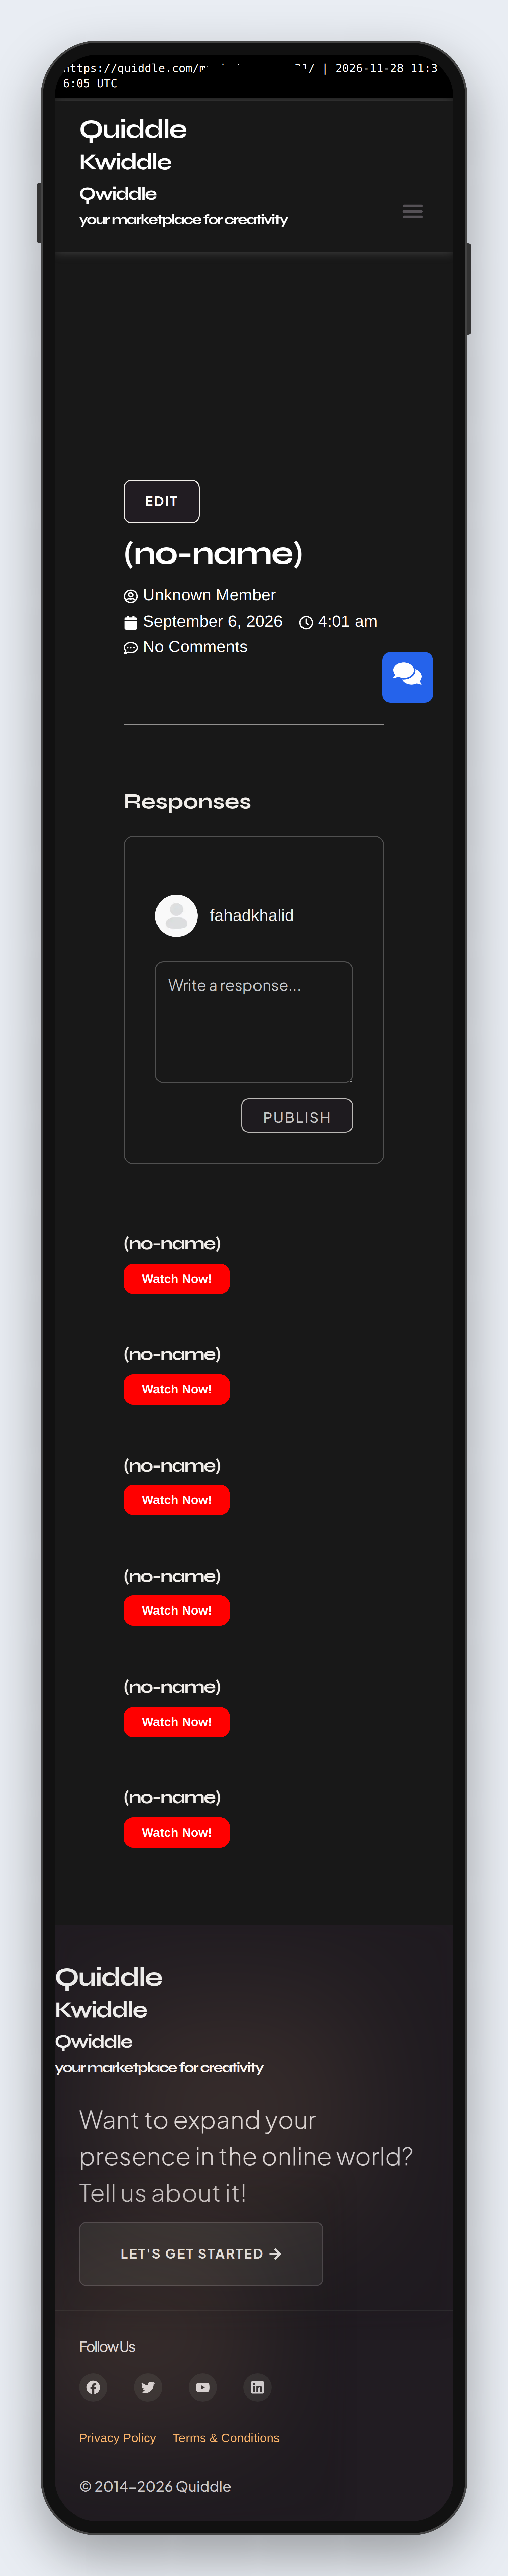 https://quiddle.com/ | 2026-11-28 11:3
6:05 UTC
Quiddle
Kwiddle
Qwiddle
your marketplace for creativity
EDIT
(no-name)
Unknown Member
September 6, 2026 4:01 am
No Comments
Responses
fahadkhalid
Write a response...
PUBLISH
(no-name)
Watch Now!
(no-name)
Watch Now!
(no-name)
Watch Now!
(no-name)
Watch Now!
(no-name)
Watch Now!
(no-name)
Watch Now!
Quiddle
Kwiddle
Qwiddle
your marketplace for creativity
Want to expand your
presence in the online world?
Tell us about it!
LET'S GET STARTED →
Follow Us
Privacy Policy Terms & Conditions
© 2014–2026 Quiddle